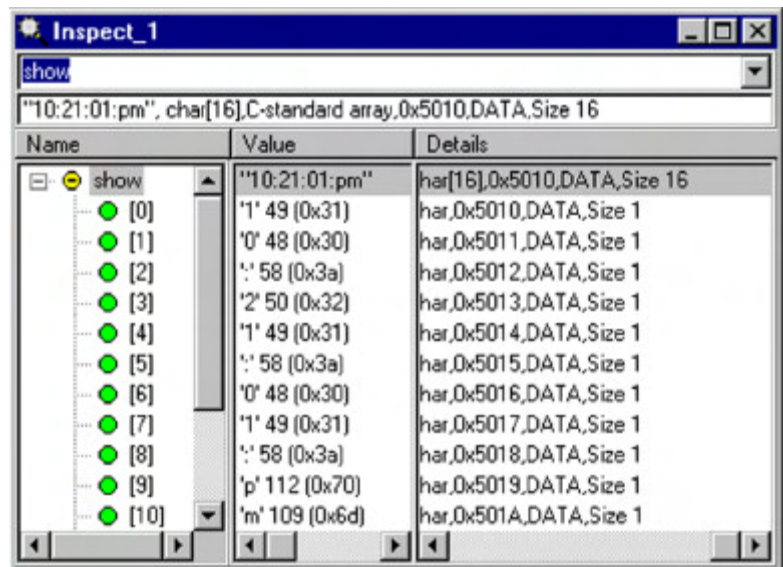 Inspect_1
show
"10:21:01:pm", char[16],C-standard array,0x5010,DATA,Size 16
Name Value Details
show "10:21:01:pm" har[16],0x5010,DATA,Size 16
[0] '1' 49 (0x31) har,0x5010,DATA,Size 1
[1] '0' 48 (0x30) har,0x5011,DATA,Size 1
[2] ':' 58 (0x3a) har,0x5012,DATA,Size 1
[3] '2' 50 (0x32) har,0x5013,DATA,Size 1
[4] '1' 49 (0x31) har,0x5014,DATA,Size 1
[5] ':' 58 (0x3a) har,0x5015,DATA,Size 1
[6] '0' 48 (0x30) har,0x5016,DATA,Size 1
[7] '1' 49 (0x31) har,0x5017,DATA,Size 1
[8] ':' 58 (0x3a) har,0x5018,DATA,Size 1
[9] 'p' 112 (0x70) har,0x5019,DATA,Size 1
[10] 'm' 109 (0x6d) har,0x501A,DATA,Size 1